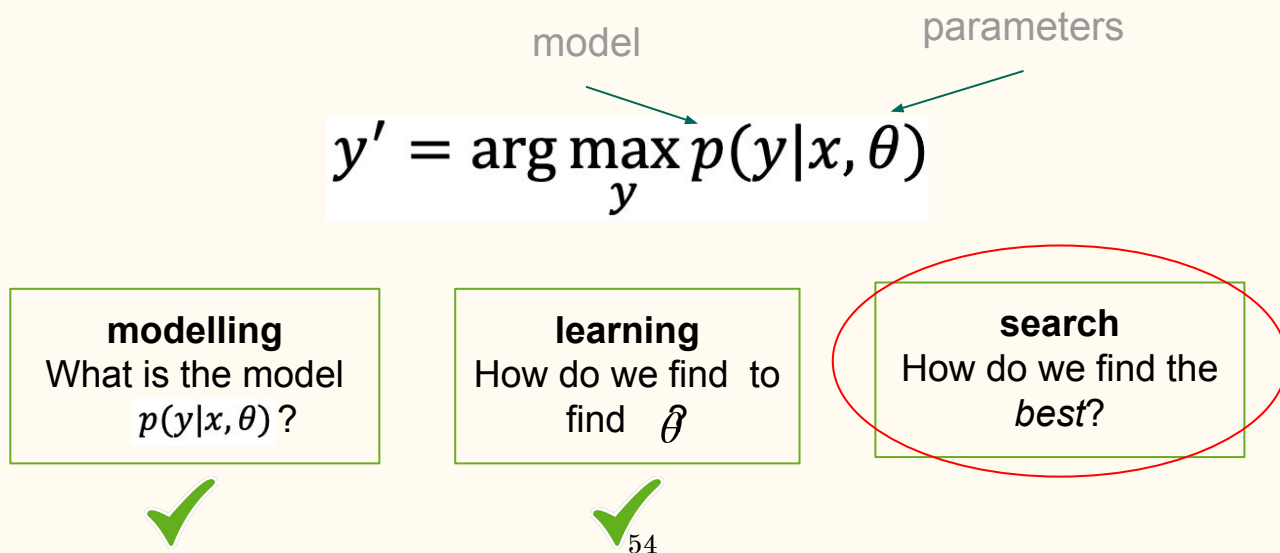 model
parameters
y′ = arg max p(y|x, θ)
y
modelling
What is the model
p(y|x, θ) ?
learning
How do we find to
find θ?
search
How do we find the
best?
54